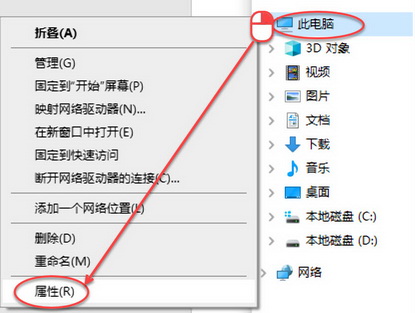 折叠(A)
管理(G)
固定到"开始"屏幕(P)
映射网络驱动器(N)...
在新窗口中打开(E)
固定到快速访问
断开网络驱动器的连接(C)...
添加一个网络位置(L)
删除(D)
重命名(M)
属性(R)
此电脑
3D 对象
视频
图片
文档
下载
音乐
桌面
本地磁盘 (C:)
本地磁盘 (D:)
网络